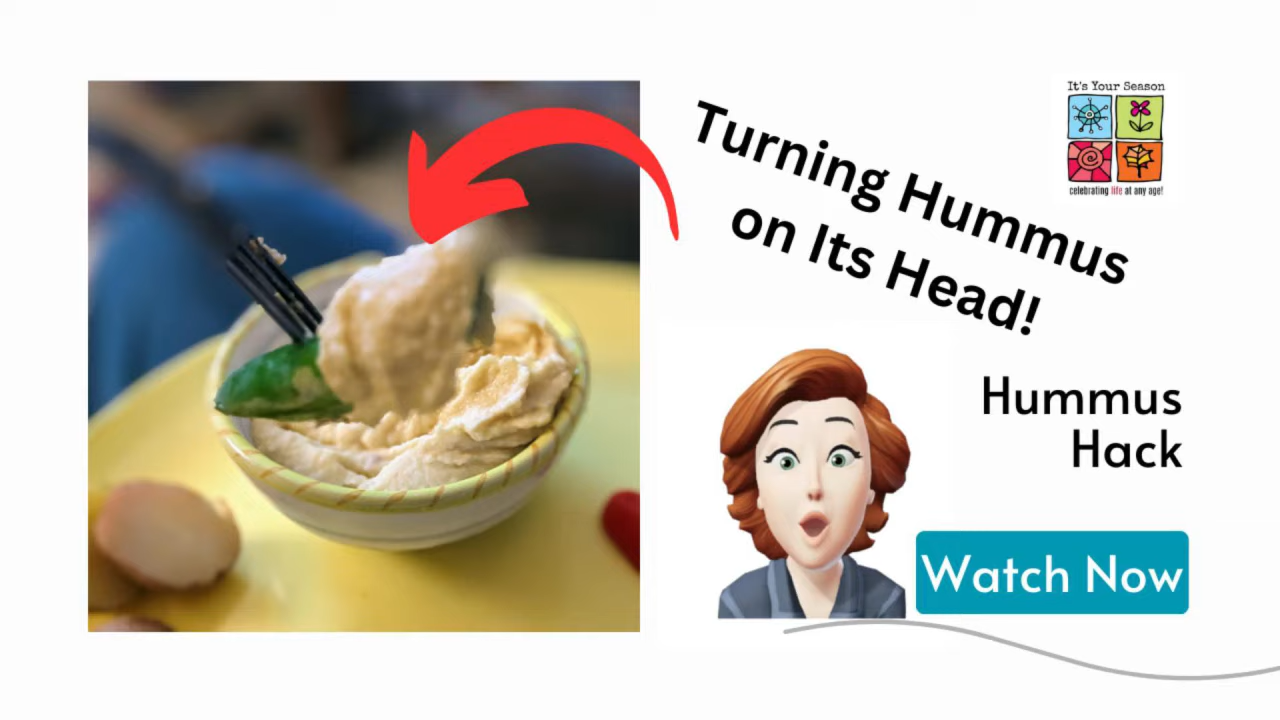 It's Your Season
celebrating life at any age!
Turning Hummus
on Its Head!
Hummus
Hack
Watch Now